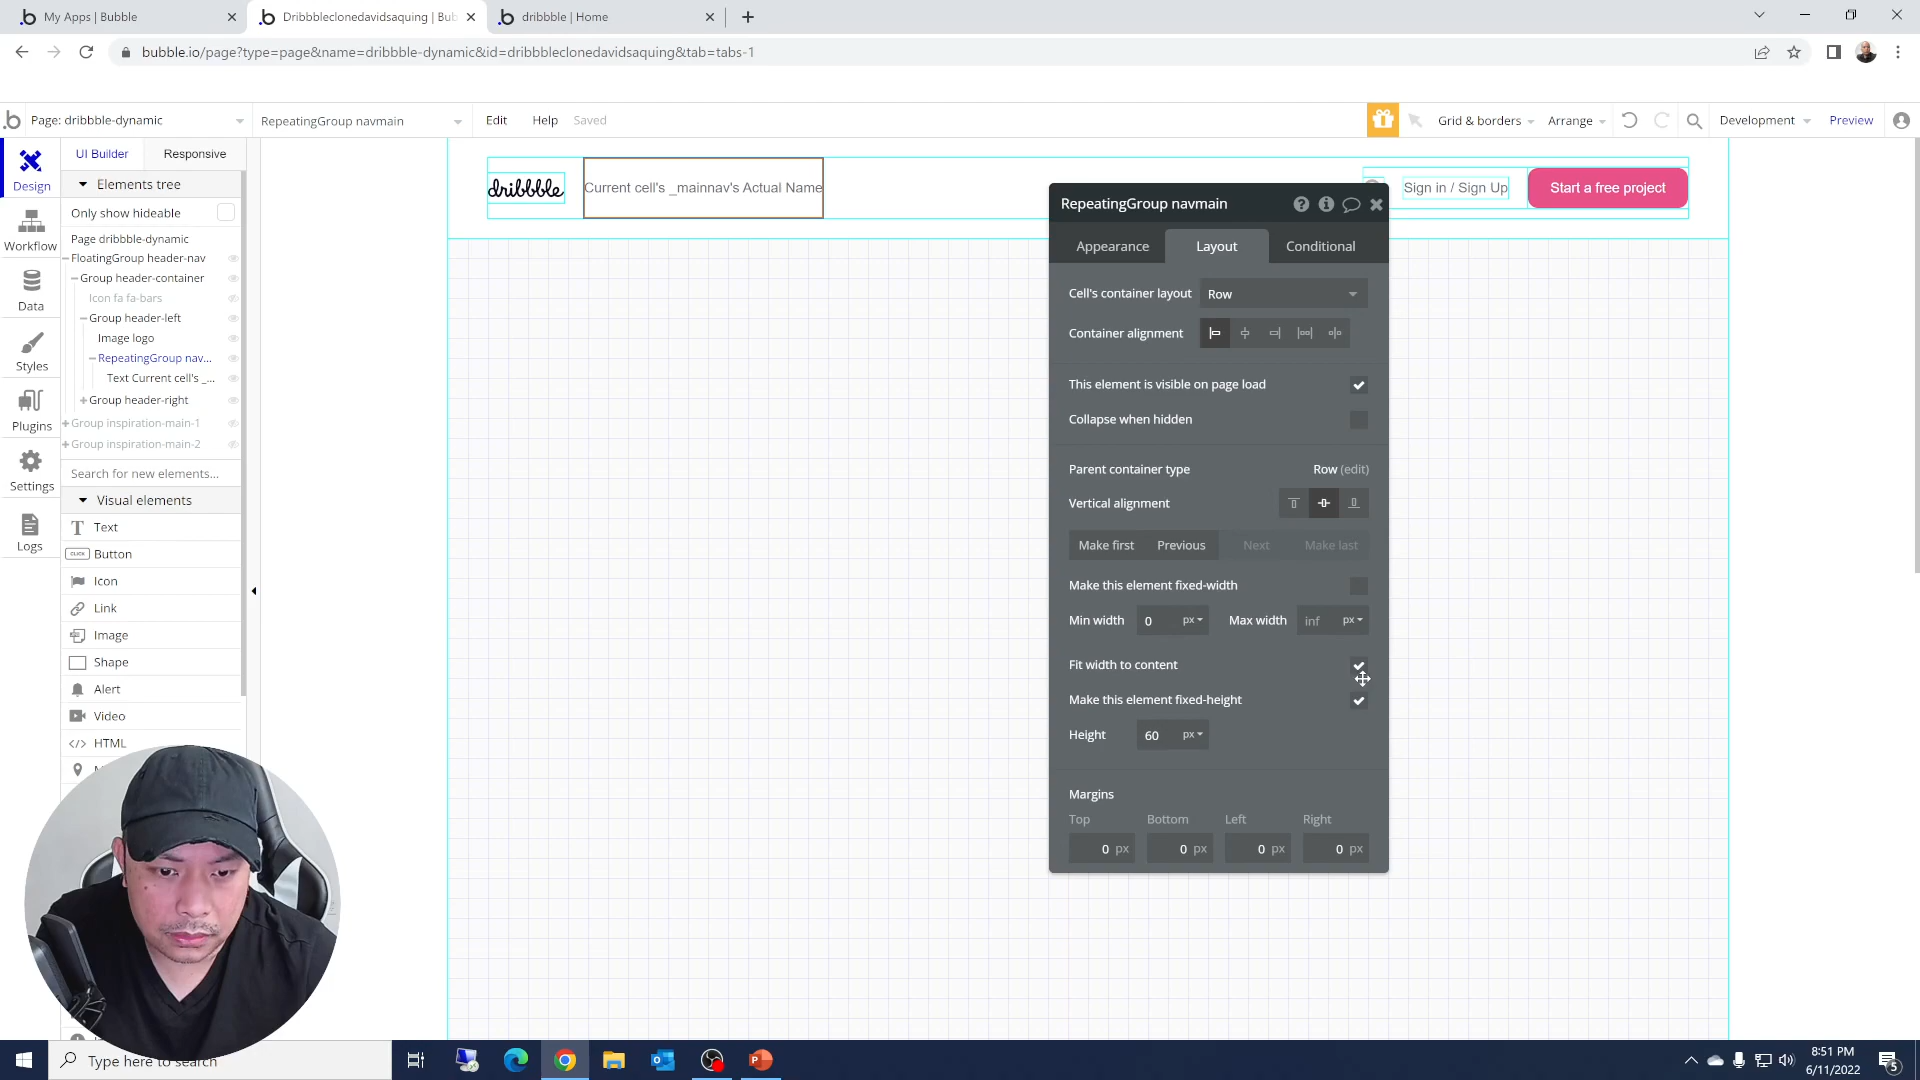 My Apps | Bubble
Dribbbleclonedavidsaquing | Bub
dribbble | Home
bubble.io/page?type=page&name=dribbble-dynamic&id=dribbbleclonedavidsaquing&tab=tabs-1
Page: dribbble-dynamic
RepeatingGroup navmain
Edit
Help
Saved
Grid & borders
Arrange
Development
Preview
UI Builder
Responsive
Design
Workflow
Data
Styles
Plugins
Settings
Logs
Elements tree
Only show hideable
Page dribbble-dynamic
FloatingGroup header-nav
Group header-container
Icon fa fa-bars
Group header-left
Image logo
RepeatingGroup nav...
Text Current cell's _...
Group header-right
Group inspiration-main-1
Group inspiration-main-2
Search for new elements...
Visual elements
Text
CLICK Button
Icon
Link
Image
Shape
Alert
Video
</> HTML
dribbble
Current cell's _mainnav's Actual Name
Sign in / Sign Up
Start a free project
RepeatingGroup navmain
Appearance
Layout
Conditional
Cell's container layout
Row
Container alignment
This element is visible on page load
Collapse when hidden
Parent container type
Row (edit)
Vertical alignment
Make first
Previous
Next
Make last
Make this element fixed-width
Min width
0
px
Max width
inf
px
Fit width to content
Make this element fixed-height
Height
60
px
Margins
Top
Bottom
Left
Right
0 px
0 px
0 px
0 px
Type here to search
8:51 PM
6/11/2022
5